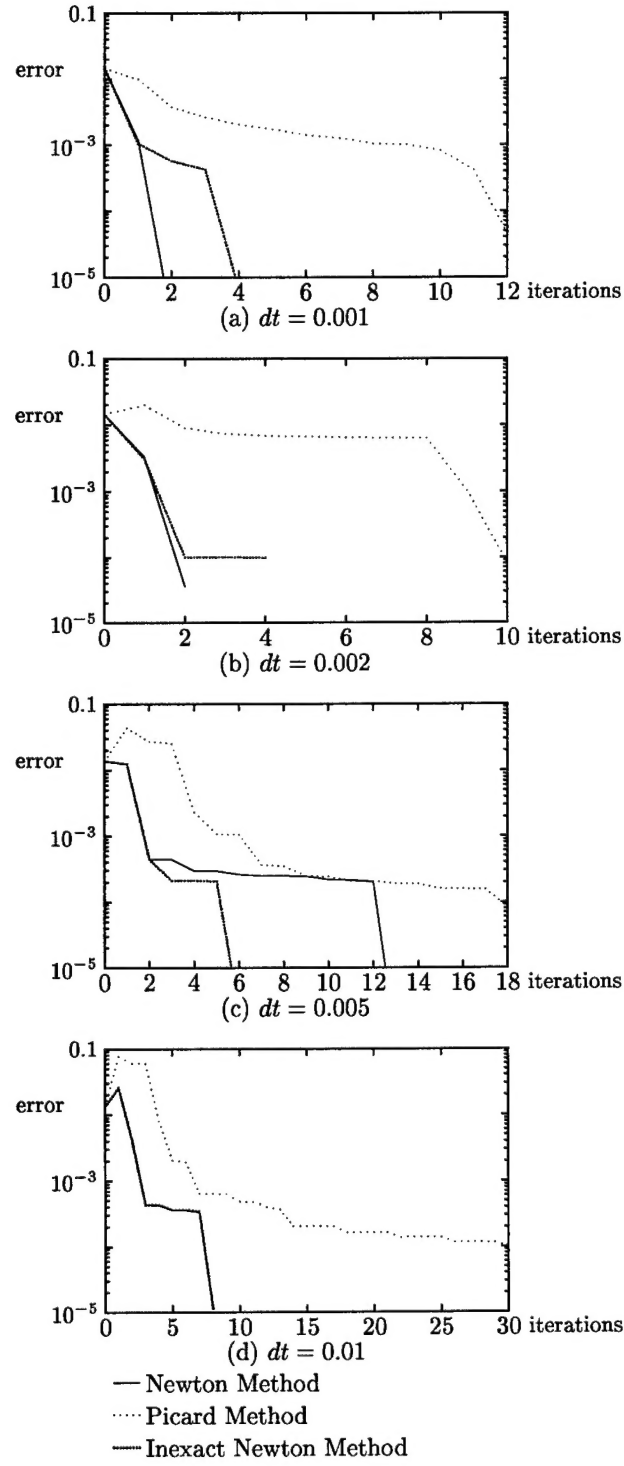 0.1
error
10⁻³
10⁻⁵
0 2 4 6 8 10 12 iterations
(a) dt = 0.001
0.1
error
10⁻³
10⁻⁵
0 2 4 6 8 10 iterations
(b) dt = 0.002
0.1
error
10⁻³
10⁻⁵
0 2 4 6 8 10 12 14 16 18 iterations
(c) dt = 0.005
0.1
error
10⁻³
10⁻⁵
0 5 10 15 20 25 30 iterations
(d) dt = 0.01
Newton Method
Picard Method
Inexact Newton Method